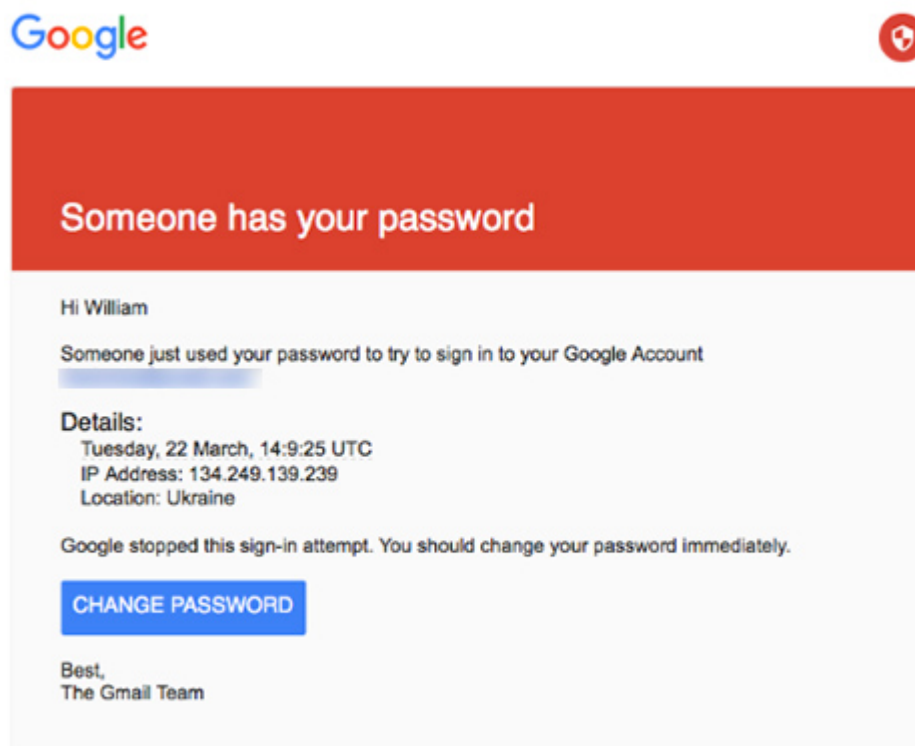 Google
Someone has your password
Hi William
Someone just used your password to try to sign in to your Google Account
Details:
Tuesday, 22 March, 14:9:25 UTC
IP Address: 134.249.139.239
Location: Ukraine
Google stopped this sign-in attempt. You should change your password immediately.
CHANGE PASSWORD
Best,
The Gmail Team